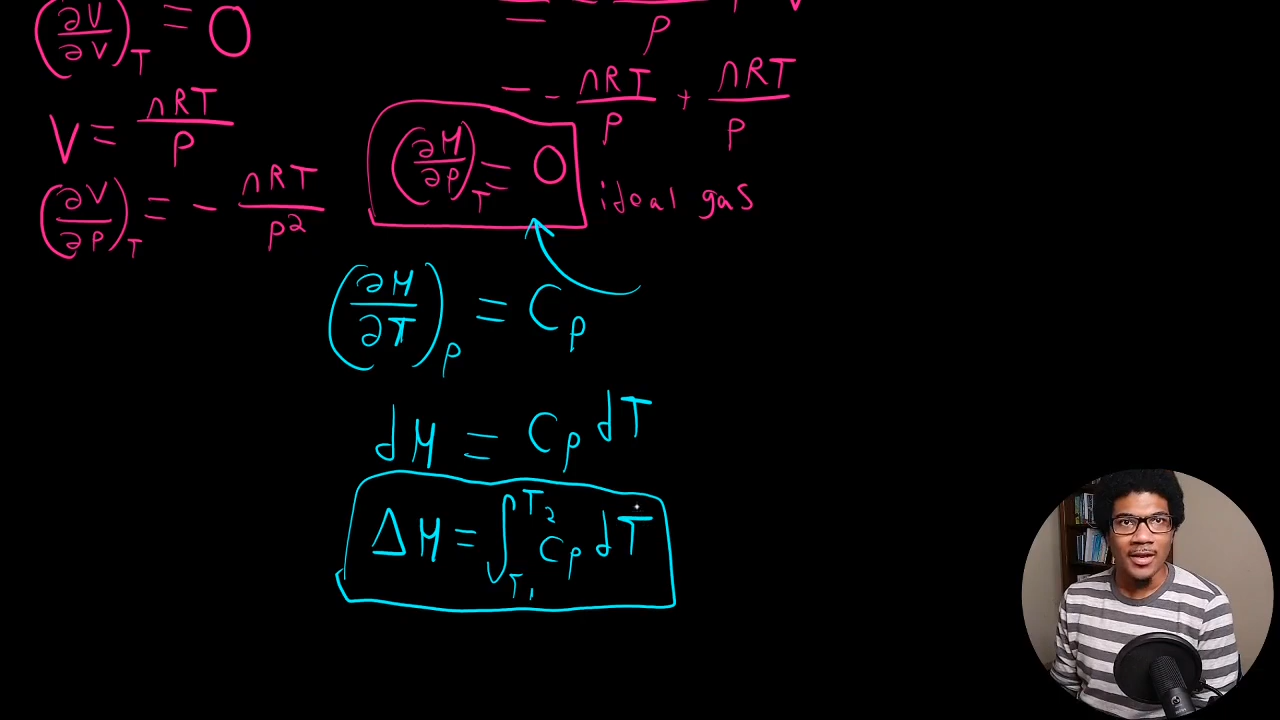 (∂V/∂V)_T = 0
= - + V
P
V = nRT/P
= - nRT/P + nRT/P
(∂H/∂P)_T = 0 ideal gas
(∂V/∂P)_T = - nRT/P²
(∂H/∂T)_P = C_P
dH = C_P dT
ΔH = ∫_T₁^T₂ C_P dT